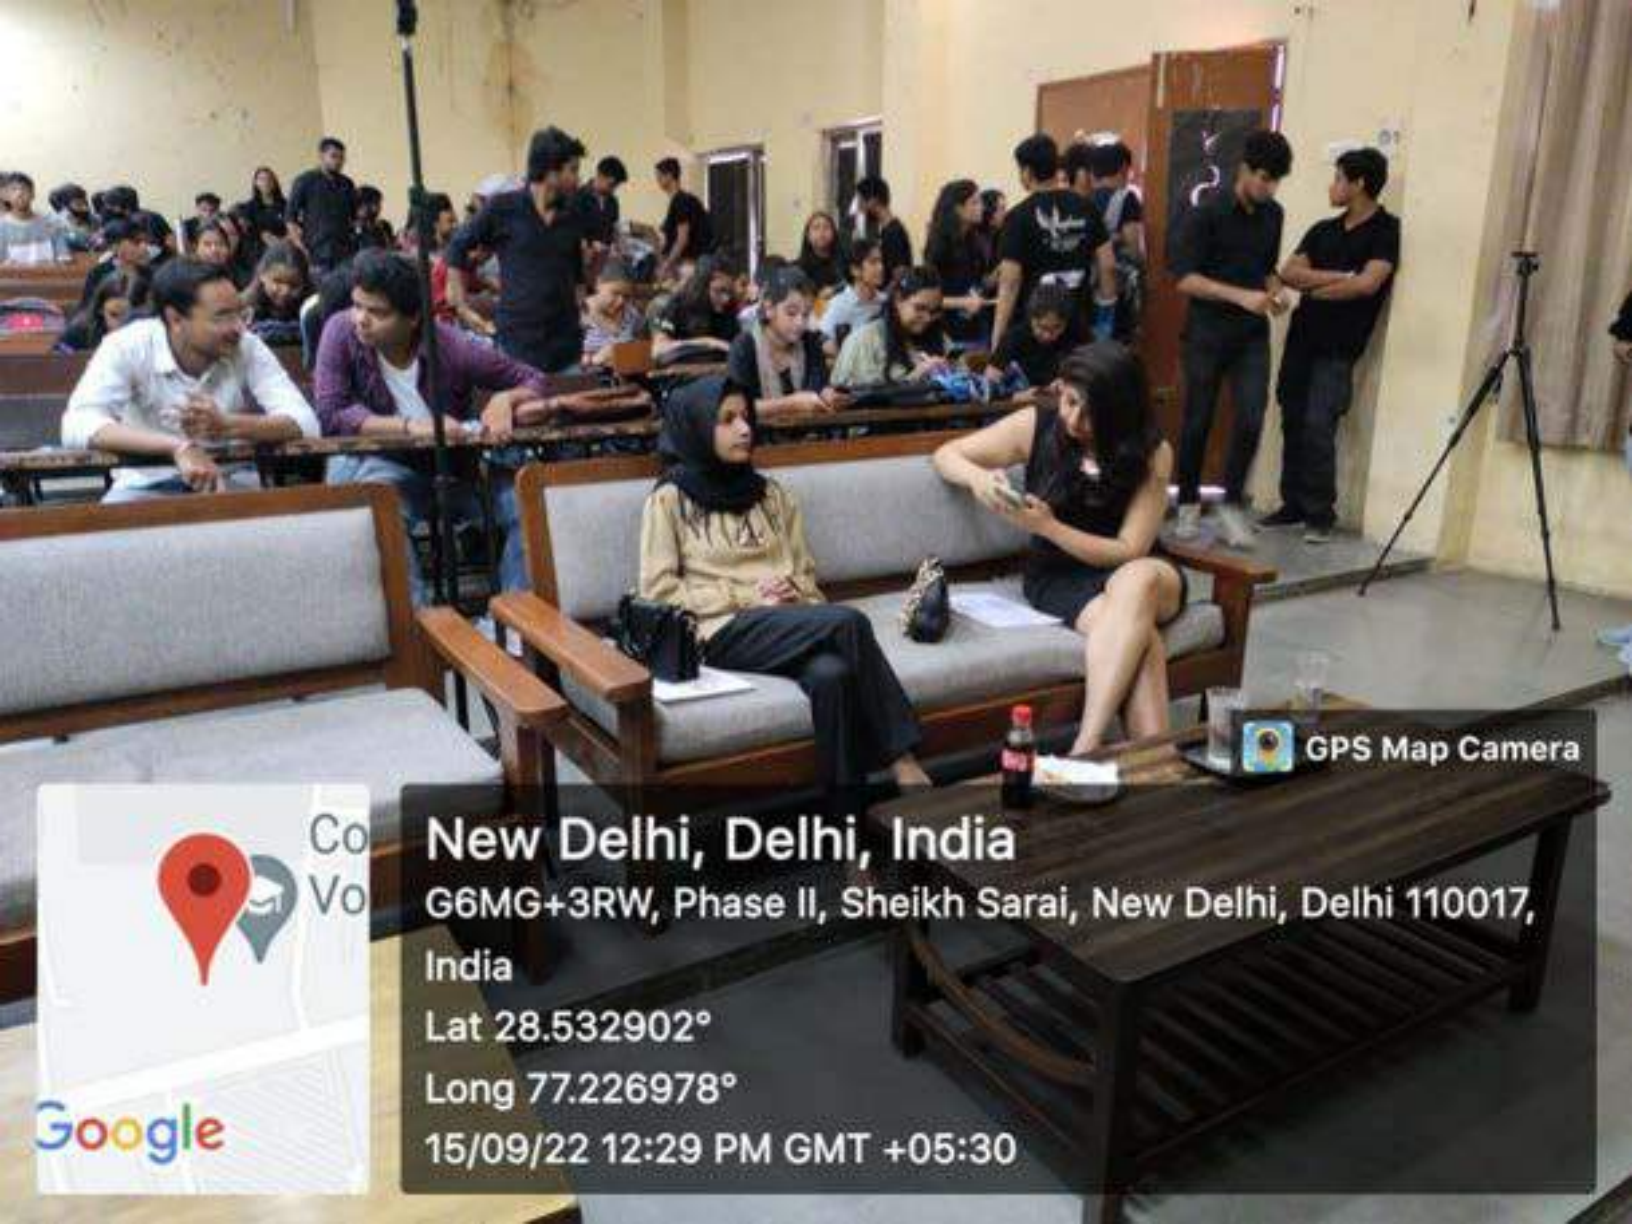 GPS Map Camera
Co
Vo
Google
New Delhi, Delhi, India
G6MG+3RW, Phase II, Sheikh Sarai, New Delhi, Delhi 110017,
India
Lat 28.532902°
Long 77.226978°
15/09/22 12:29 PM GMT +05:30